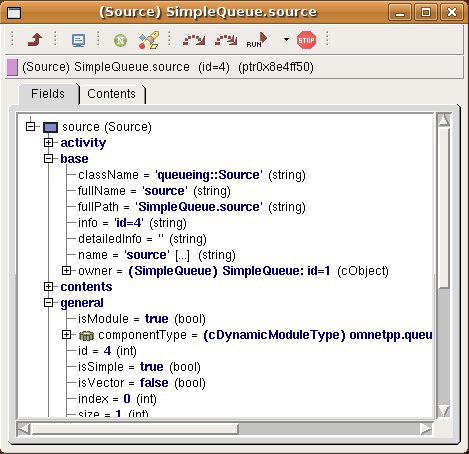 (Source) SimpleQueue.source
N RUN STOP
(Source) SimpleQueue.source (id=4) (ptr0x8e4ff50)
Fields Contents
source (Source)
activity
base
className = 'queueing::Source' (string)
fullName = 'source' (string)
fullPath = 'SimpleQueue.source' (string)
info = 'id=4' (string)
detailedInfo = '' (string)
name = 'source' [...] (string)
owner = (SimpleQueue) SimpleQueue: id=1 (cObject)
contents
general
isModule = true (bool)
componentType = (cDynamicModuleType) omnetpp.queu
id = 4 (int)
isSimple = true (bool)
isVector = false (bool)
index = 0 (int)
size = 1 (int)